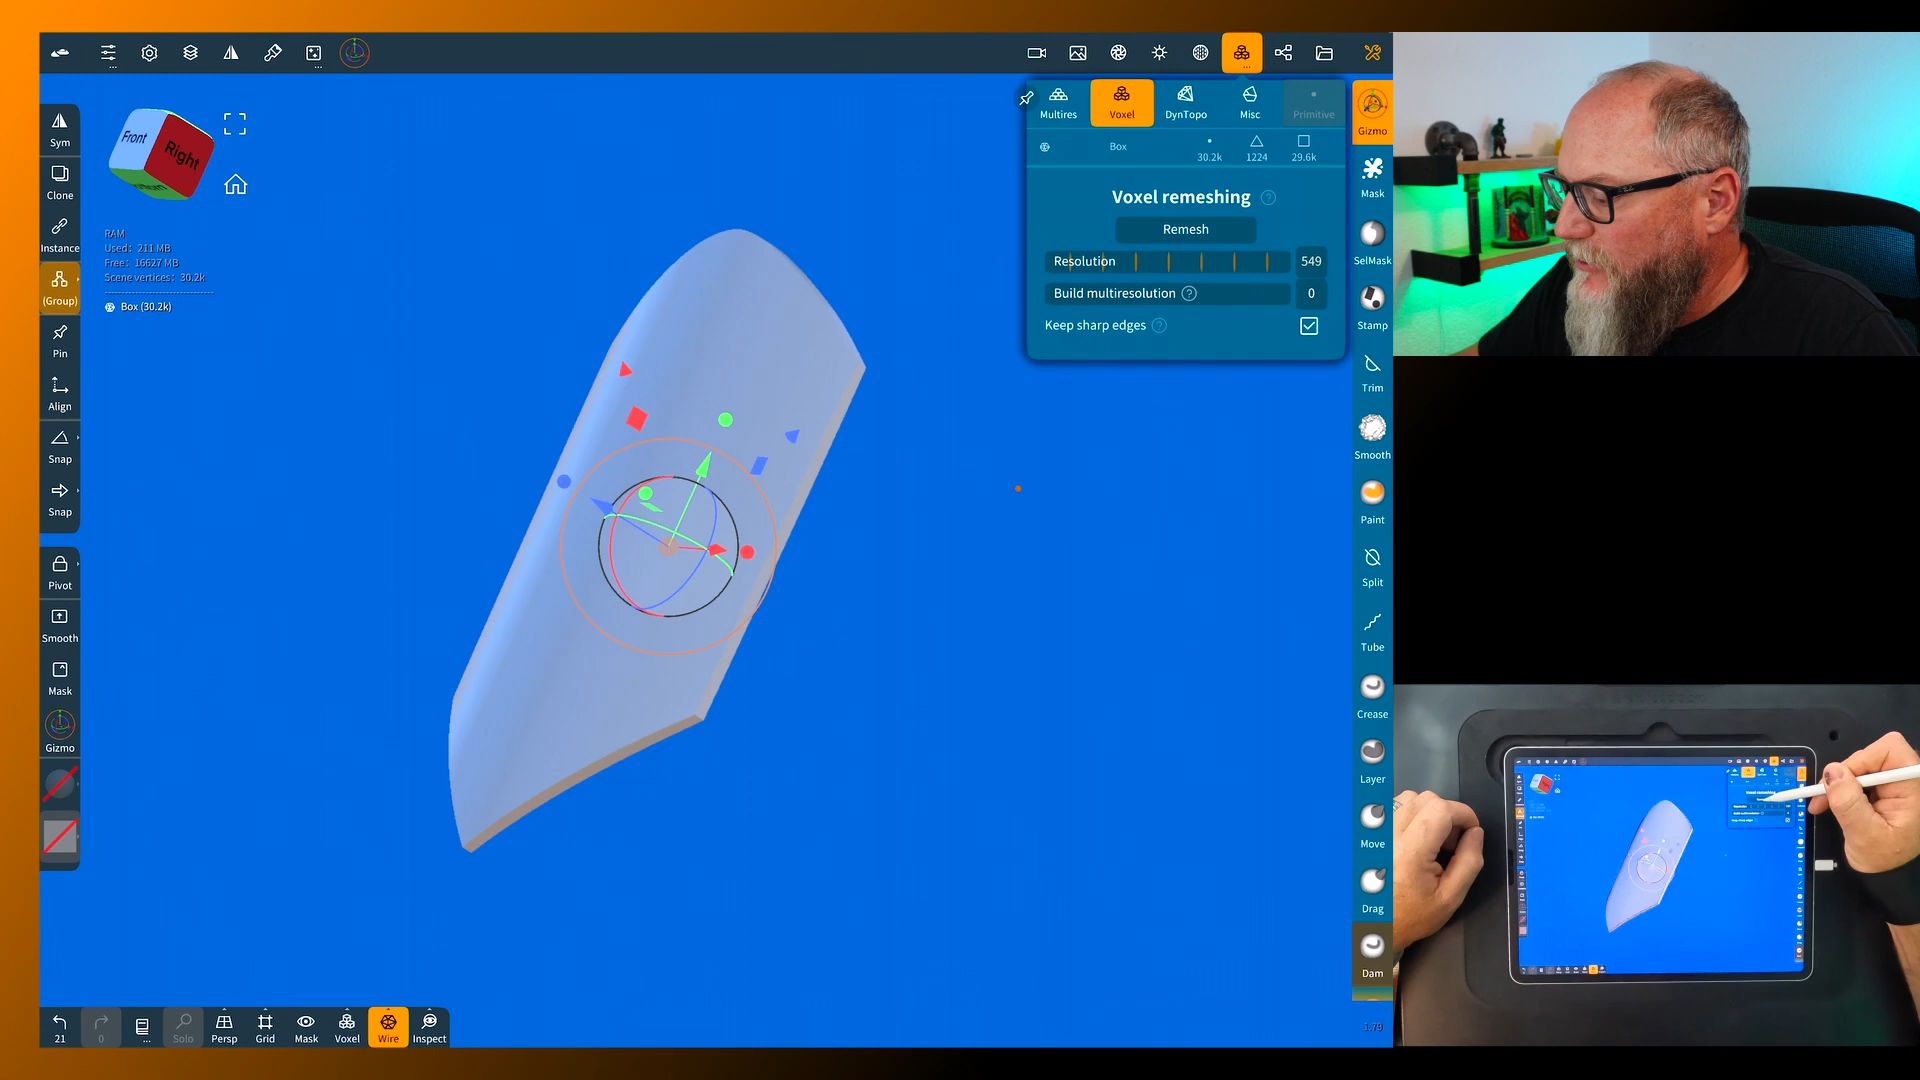 Sym
Clone
Instance
(Group)
Pin
Align
Snap
Snap
Pivot
Smooth
Mask
Gizmo
Front
Right
RAM
Used: 211 MB
Free: 16627 MB
Scene vertices: 30.2k
Box (30.2k)
Multires
Voxel
DynTopo
Misc
Primitive
Box
30.2k
1224
29.6k
Voxel remeshing ?
Remesh
Resolution 549
Build multiresolution ? 0
Keep sharp edges ?
Gizmo
Mask
SelMask
Stamp
Trim
Smooth
Paint
Split
Tube
Crease
Layer
Move
Drag
Dam
21
0
...
Solo
Persp
Grid
Mask
Voxel
Wire
Inspect
1.79